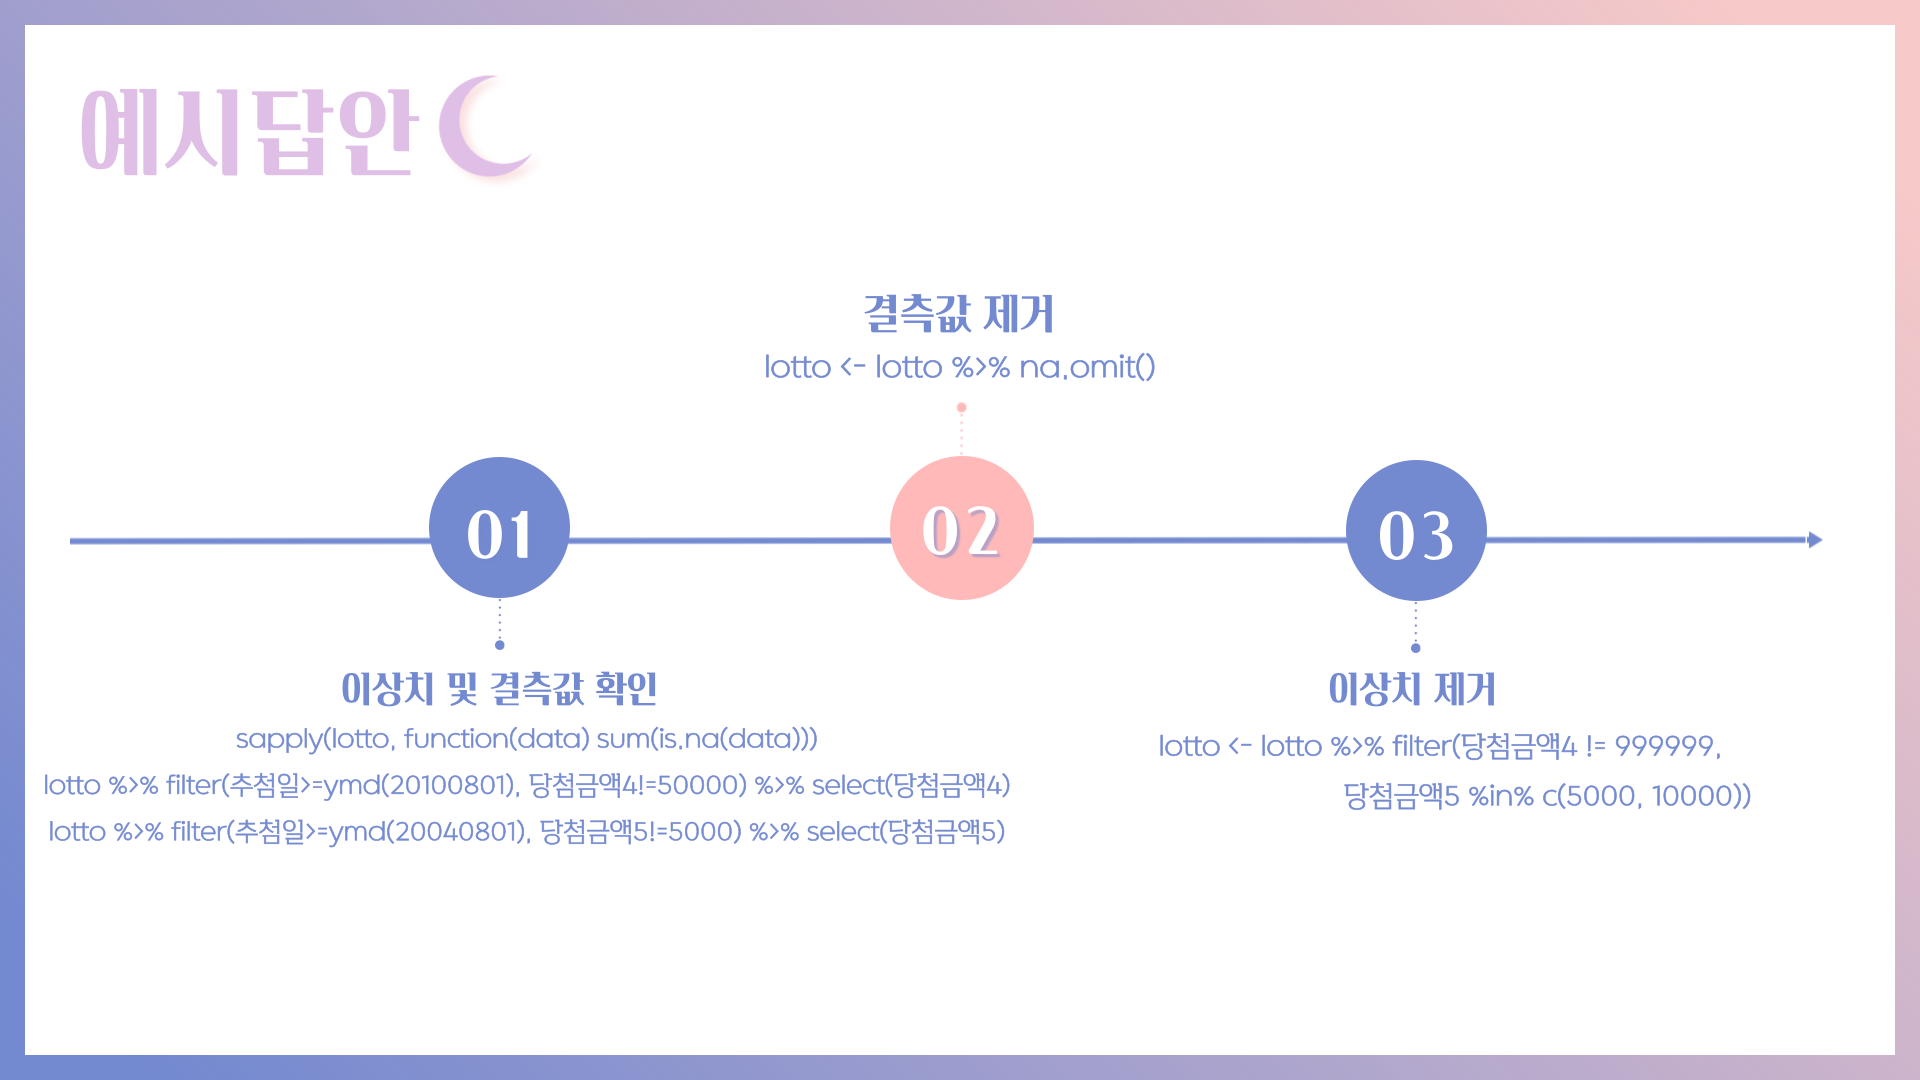 예시답안
결측값 제거
lotto <- lotto %>% na.omit()
01
02
03
이상치 및 결측값 확인
sapply(lotto, function(data) sum(is.na(data)))
lotto %>% filter(추첨일>=ymd(20100801), 당첨금액4!=50000) %>% select(당첨금액4)
lotto %>% filter(추첨일>=ymd(20040801), 당첨금액5!=5000) %>% select(당첨금액5)
이상치 제거
lotto <- lotto %>% filter(당첨금액4 != 999999,
당첨금액5 %in% c(5000, 10000))